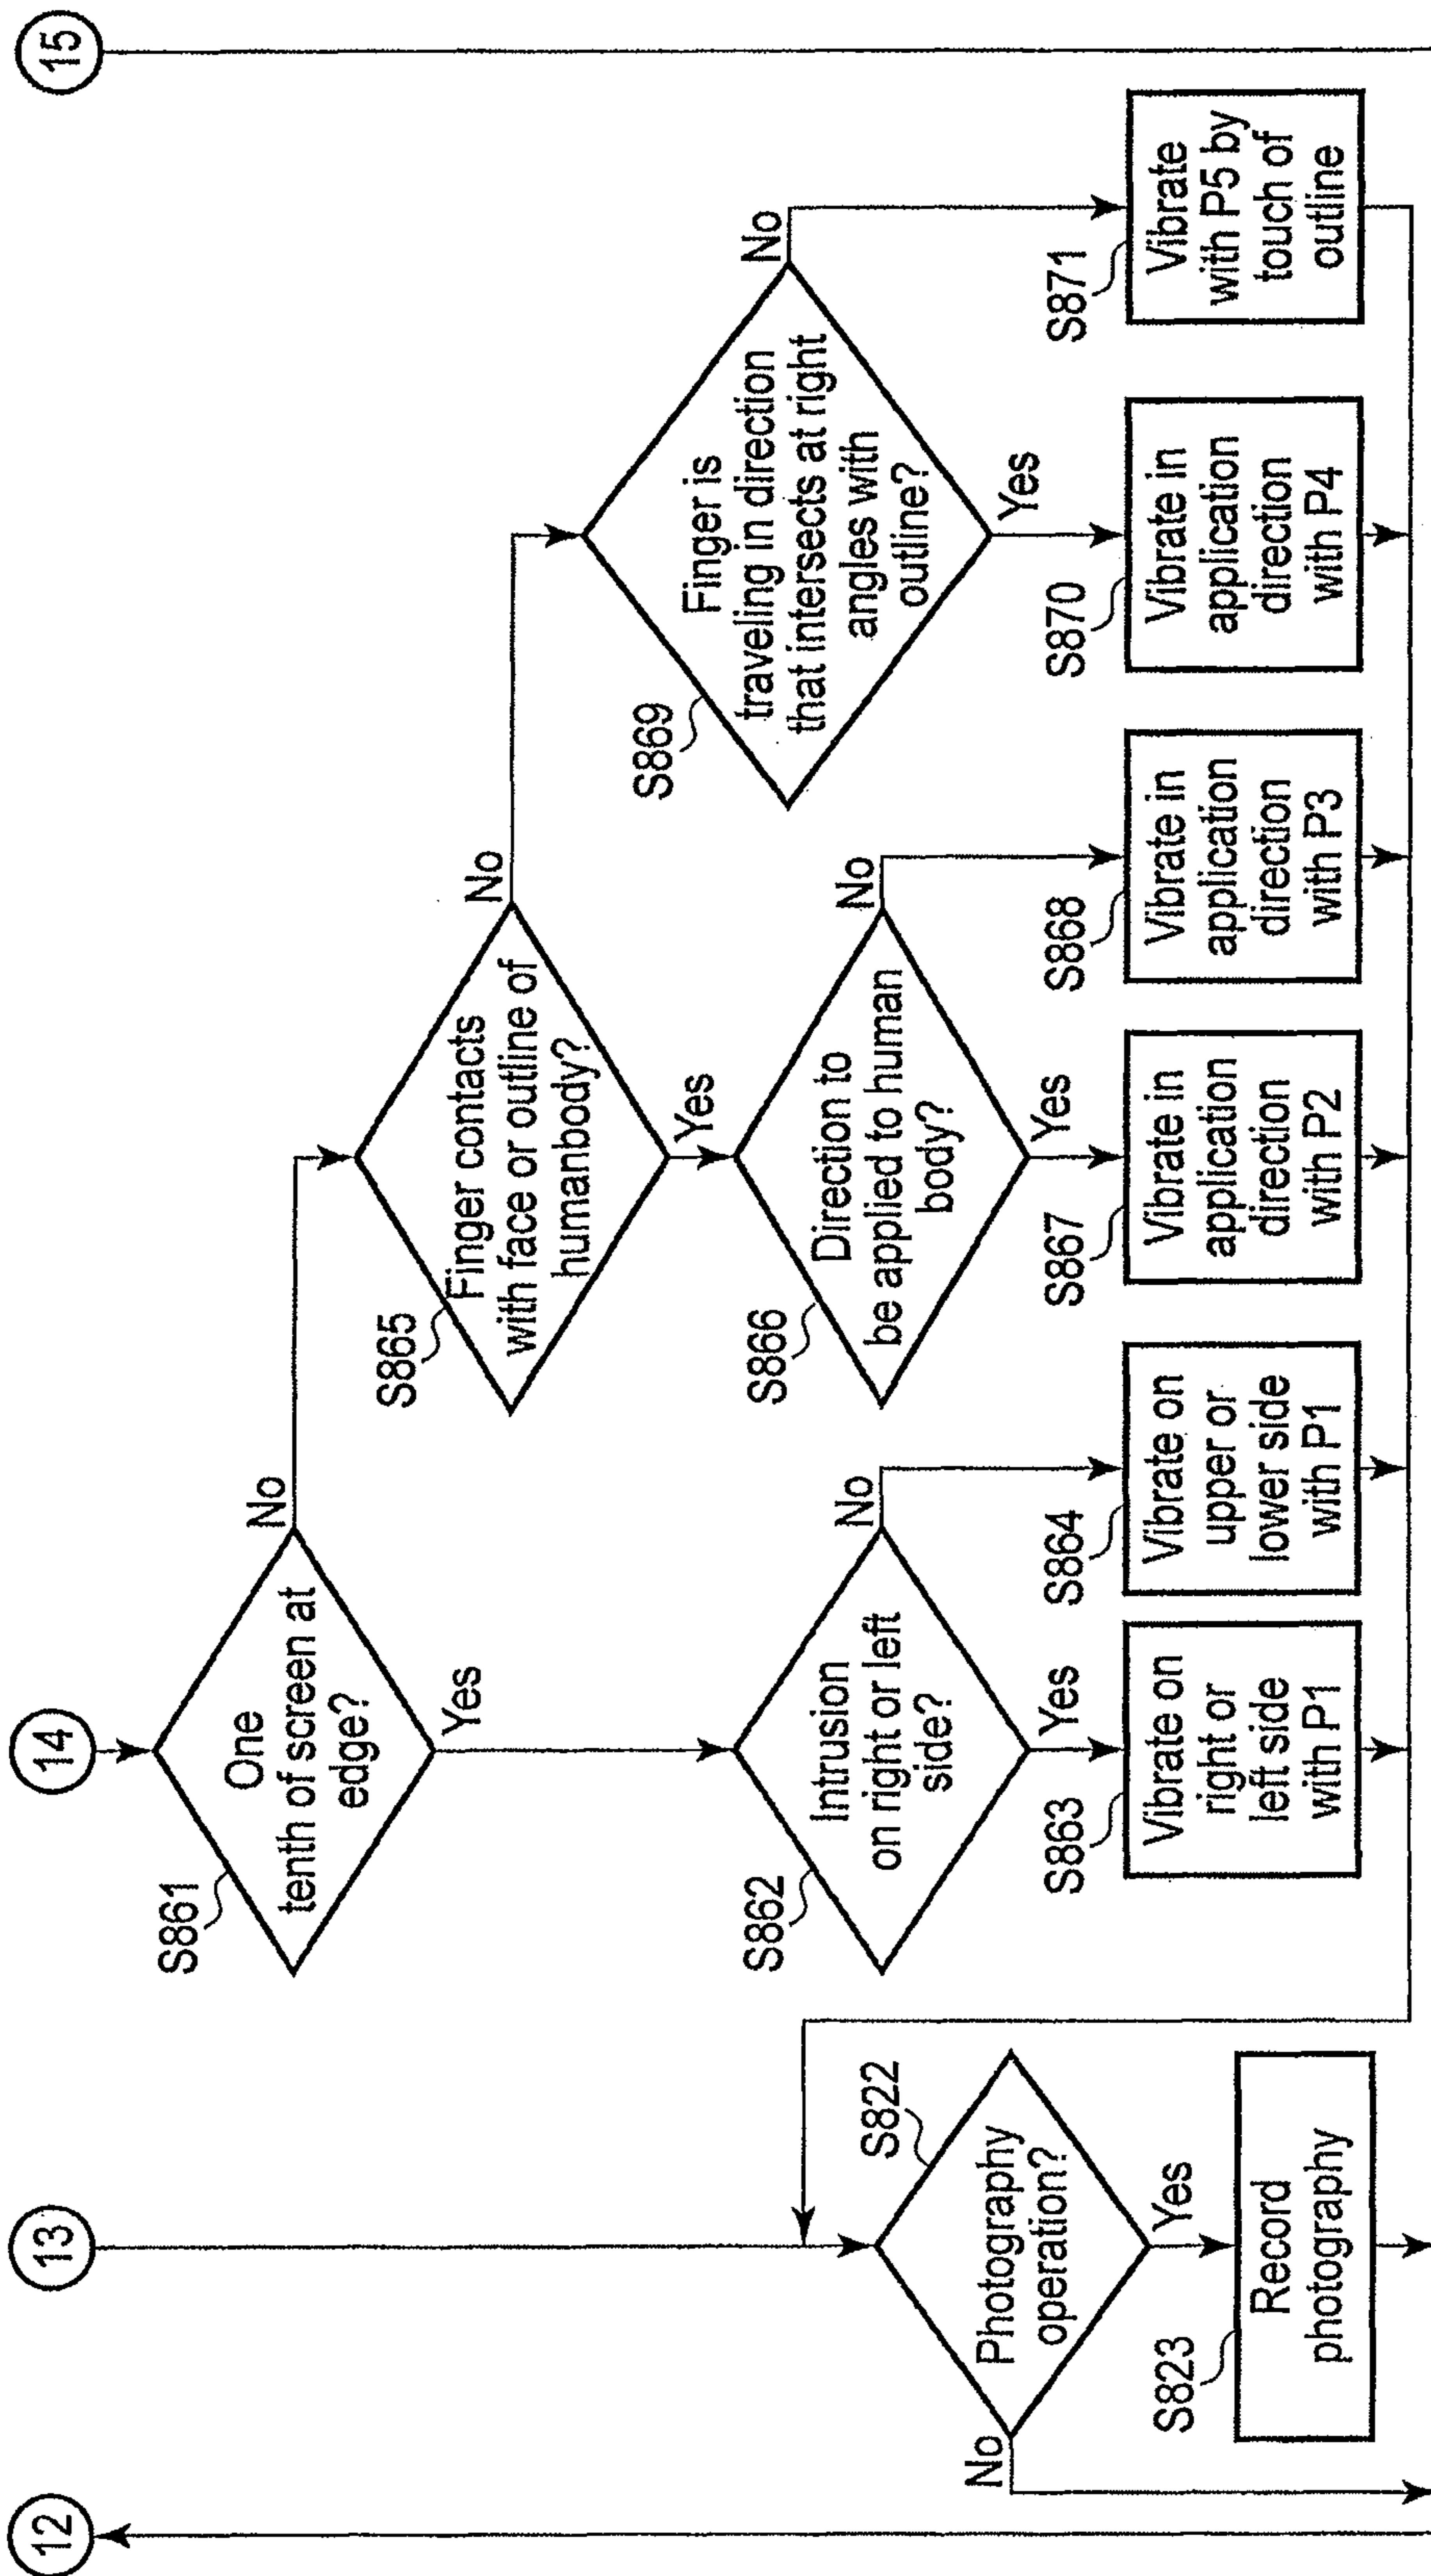 12
13
14
15
S861
One
tenth of screen at
edge?
No
Yes
S865
Finger contacts
with face or outline of
humanbody?
No
Yes
S869
Finger is
traveling in direction
that intersects at right
angles with
outline?
No
Yes
S862
Intrusion
on right or left
side?
No
Yes
S866
Direction to
be applied to human
body?
No
Yes
S863
Vibrate on
right or
left side
with P1
S864
Vibrate on
upper or
lower side
with P1
S867
Vibrate in
application
direction
with P2
S868
Vibrate in
application
direction
with P3
S870
Vibrate in
application
direction
with P4
S871
Vibrate
with P5 by
touch of
outline
S822
Photography
operation?
No
Yes
S823
Record
photography